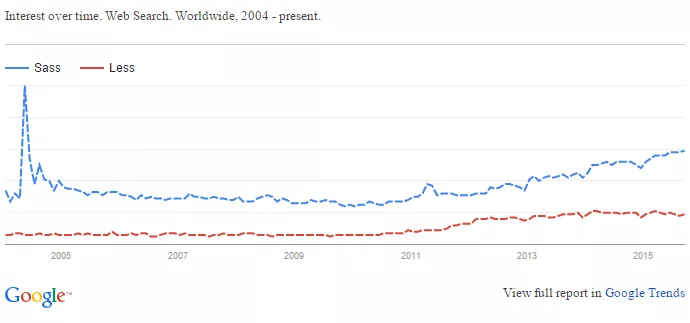 Interest over time. Web Search. Worldwide, 2004 - present.
Sass Less
2005 2007 2009 2011 2013 2015
Google™ View full report in Google Trends